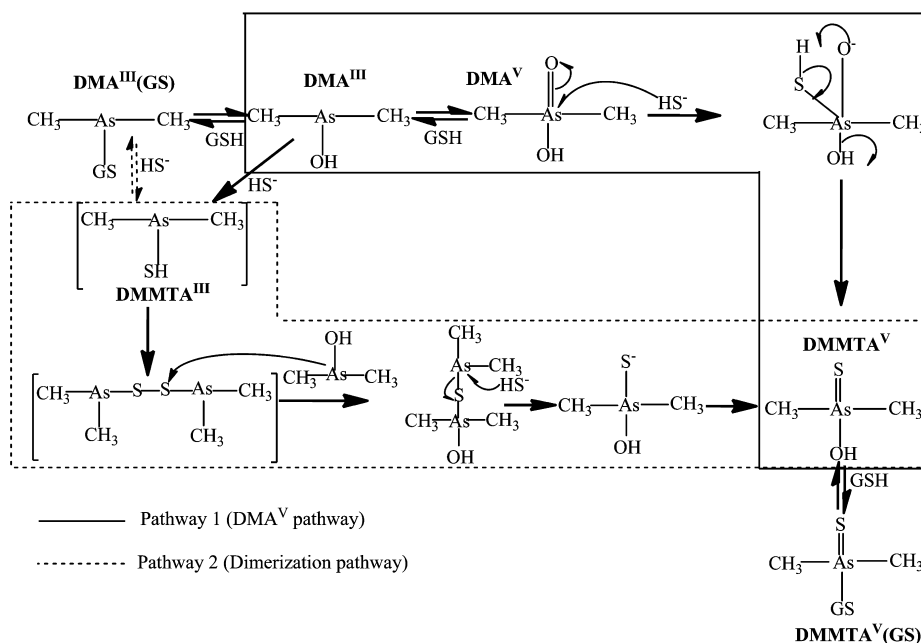 DMA^III(GS)
CH3 As CH3
GS
GSH
HS-
DMA^III
As CH3
OH
HS-
GSH
DMA^V
O
CH3 As CH3
OH
HS-
H O-
S
CH3 As CH3
OH
CH3 As CH3
SH
DMMTA^III
CH3 As S S As CH3
CH3 CH3
OH
As
CH3 CH3
CH3
As CH3
S HS-
As
CH3 CH3
OH
S-
CH3 As CH3
OH
DMMTA^V
S
CH3 As CH3
OH
GSH
S
CH3 As CH3
GS
DMMTA^V(GS)
Pathway 1 (DMA^V pathway)
Pathway 2 (Dimerization pathway)